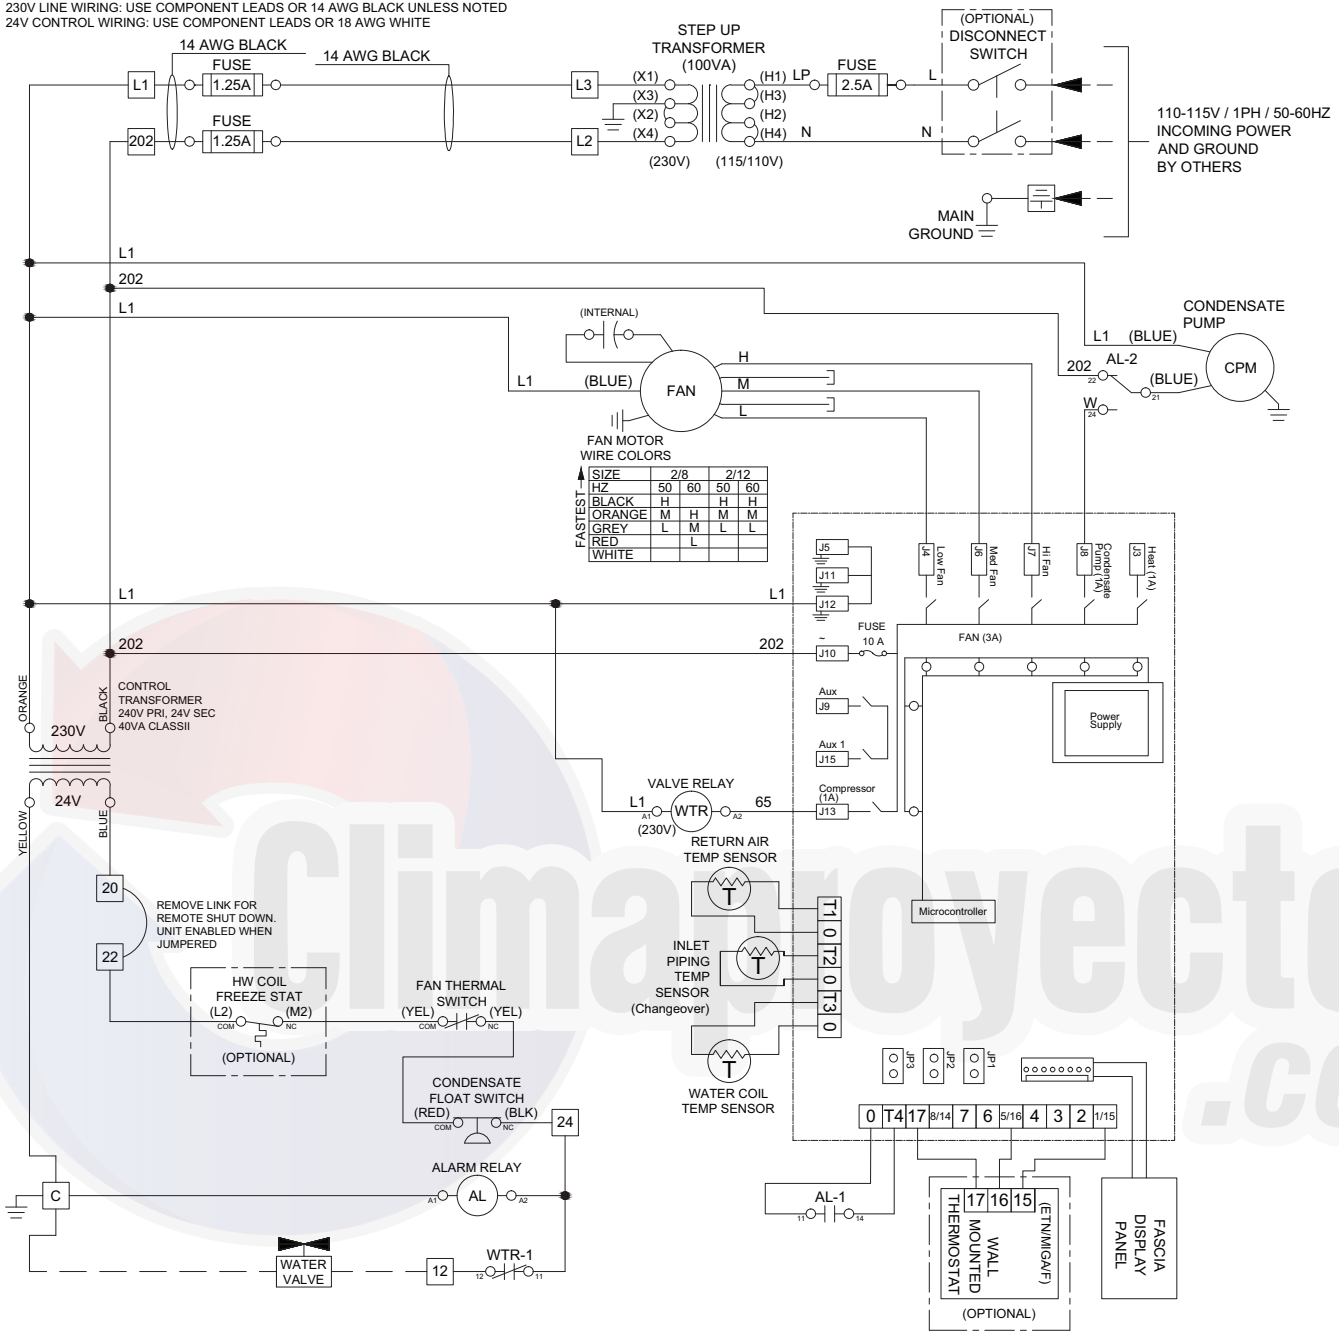 230V LINE WIRING: USE COMPONENT LEADS OR 14 AWG BLACK UNLESS NOTED
24V CONTROL WIRING: USE COMPONENT LEADS OR 18 AWG WHITE
14 AWG BLACK
14 AWG BLACK
L1
FUSE
1.25A
202
FUSE
1.25A
L3
L2
STEP UP
TRANSFORMER
(100VA)
(X1)
(X3)
(X2)
(X4)
(H1)
(H3)
(H2)
(H4)
(230V)
(115/110V)
LP
FUSE
2.5A
L
N
N
(OPTIONAL)
DISCONNECT
SWITCH
110-115V / 1PH / 50-60HZ
INCOMING POWER
AND GROUND
BY OTHERS
MAIN
GROUND
L1
202
L1
(INTERNAL)
L1
(BLUE)
FAN
H
M
L
CONDENSATE
PUMP
L1
(BLUE)
CPM
202
AL-2
22
(BLUE)
21
W
24
FAN MOTOR
WIRE COLORS
FASTEST
SIZE 2/8 2/12
HZ 50 60 50 60
BLACK H H H
ORANGE M H M M
GREY L M L L
RED L
WHITE
J5
J11
J12
L1
L1
J4
Low Fan
J6
Med Fan
J7
Hi Fan
J8
Condensate
Pump (1A)
J3
Heat (1A)
202
202
~
J10
FUSE
10 A
FAN (3A)
Aux
J9
Aux 1
J15
Compressor
(1A)
J13
Power
Supply
Microcontroller
ORANGE
BLACK
CONTROL
TRANSFORMER
240V PRI, 24V SEC
40VA CLASSII
230V
24V
YELLOW
BLUE
VALVE RELAY
L1
A1
(230V)
WTR
A2
65
20
REMOVE LINK FOR
REMOTE SHUT DOWN.
UNIT ENABLED WHEN
JUMPERED
22
HW COIL
FREEZE STAT
(L2)
(M2)
COM
NC
(OPTIONAL)
FAN THERMAL
SWITCH
(YEL)
(YEL)
COM
NC
CONDENSATE
FLOAT SWITCH
(RED)
(BLK)
COM
NC
24
RETURN AIR
TEMP SENSOR
T
INLET
PIPING
TEMP
SENSOR
(Changeover)
T
T
WATER COIL
TEMP SENSOR
T1
0
T2
0
T3
0
JP3
JP2
JP1
0 T4 17 8/14 7 6 5/16 4 3 2 1/15
ALARM RELAY
C
A1
AL
A2
WATER
VALVE
12
WTR-1
12
11
AL-1
11
14
17 16 15
WALL
MOUNTED
THERMOSTAT
(ETN/MIGA/F)
(OPTIONAL)
FASCIA
DISPLAY
PANEL
Climaproyecto
.co